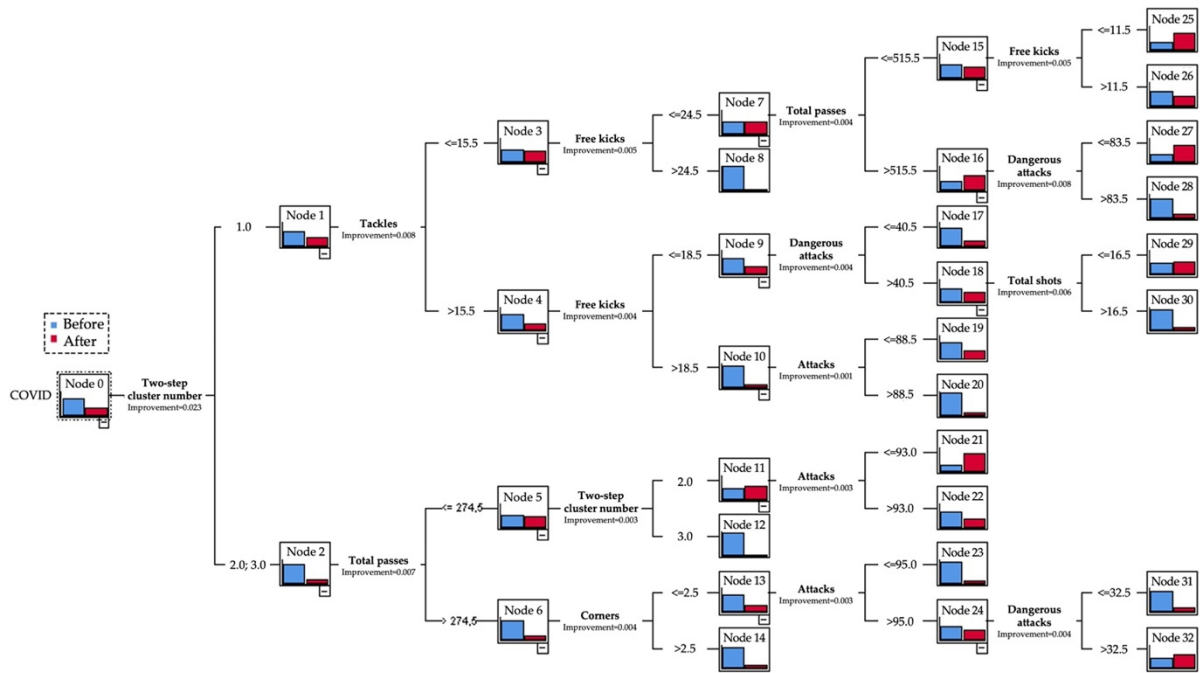 COVID
Before
After
Node 0
Two-step
cluster number
Improvement=0.023
1.0
2.0; 3.0
Node 1
Tackles
Improvement=0.008
Node 2
Total passes
Improvement=0.007
<=15.5
>15.5
<= 274,5
> 274,5
Node 3
Free kicks
Improvement=0.005
Node 4
Free kicks
Improvement=0.004
Node 5
Two-step
cluster number
Improvement=0.003
Node 6
Corners
Improvement=0.004
<=24.5
>24.5
<=18.5
>18.5
2.0
3.0
<=2.5
>2.5
Node 7
Total passes
Improvement=0.004
Node 8
Node 9
Dangerous
attacks
Improvement=0.004
Node 10
Attacks
Improvement=0.001
Node 11
Attacks
Improvement=0.003
Node 12
Node 13
Attacks
Improvement=0.003
Node 14
<=515.5
>515.5
<=40.5
>40.5
<=88.5
>88.5
<=93.0
>93.0
<=95.0
>95.0
Node 15
Free kicks
Improvement=0.005
Node 16
Dangerous
attacks
Improvement=0.008
Node 17
Node 18
Total shots
Improvement=0.006
Node 19
Node 20
Node 21
Node 22
Node 23
Node 24
Dangerous
attacks
Improvement=0.004
<=11.5
>11.5
<=83.5
>83.5
<=16.5
>16.5
<=32.5
>32.5
Node 25
Node 26
Node 27
Node 28
Node 29
Node 30
Node 31
Node 32